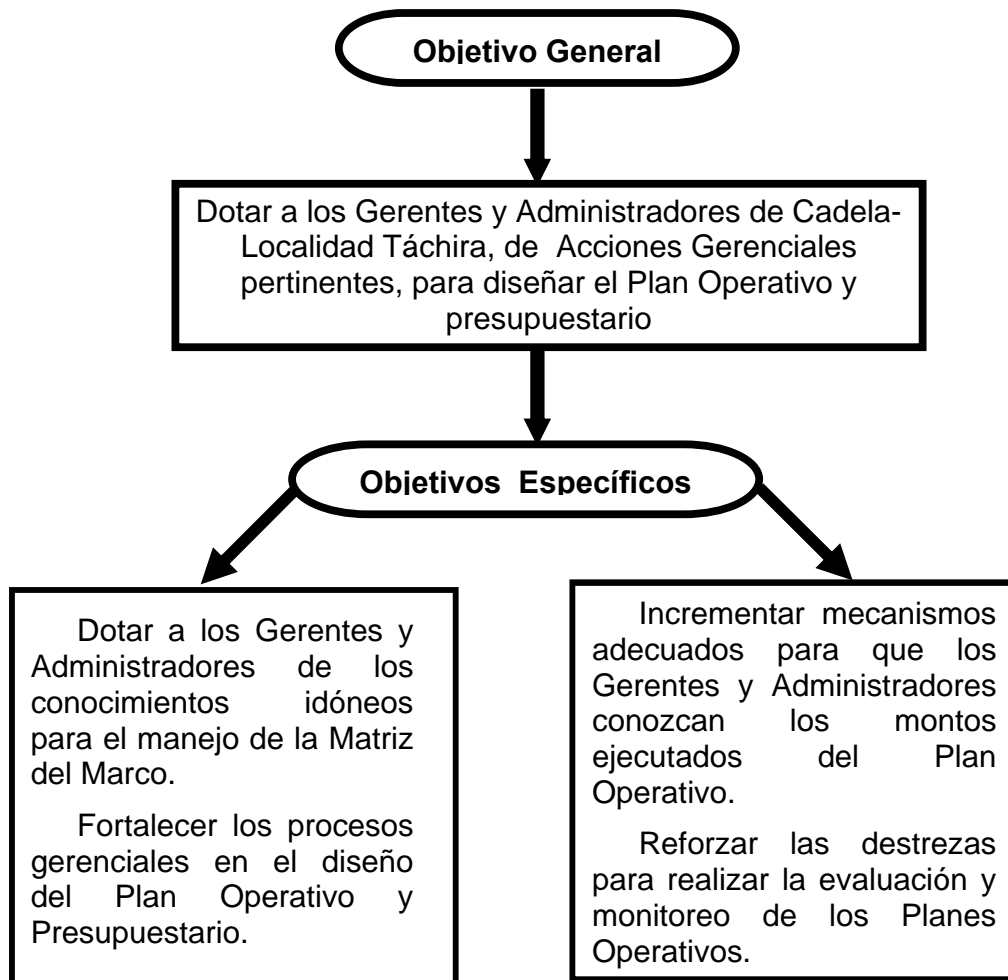 Objetivo General
Dotar a los Gerentes y Administradores de Cadela-
Localidad Táchira, de Acciones Gerenciales
pertinentes, para diseñar el Plan Operativo y
presupuestario
Objetivos Específicos
Dotar a los Gerentes y
Administradores de los
conocimientos idóneos
para el manejo de la Matriz
del Marco.
Fortalecer los procesos
gerenciales en el diseño
del Plan Operativo y
Presupuestario.
Incrementar mecanismos
adecuados para que los
Gerentes y Administradores
conozcan los montos
ejecutados del Plan
Operativo.
Reforzar las destrezas
para realizar la evaluación y
monitoreo de los Planes
Operativos.